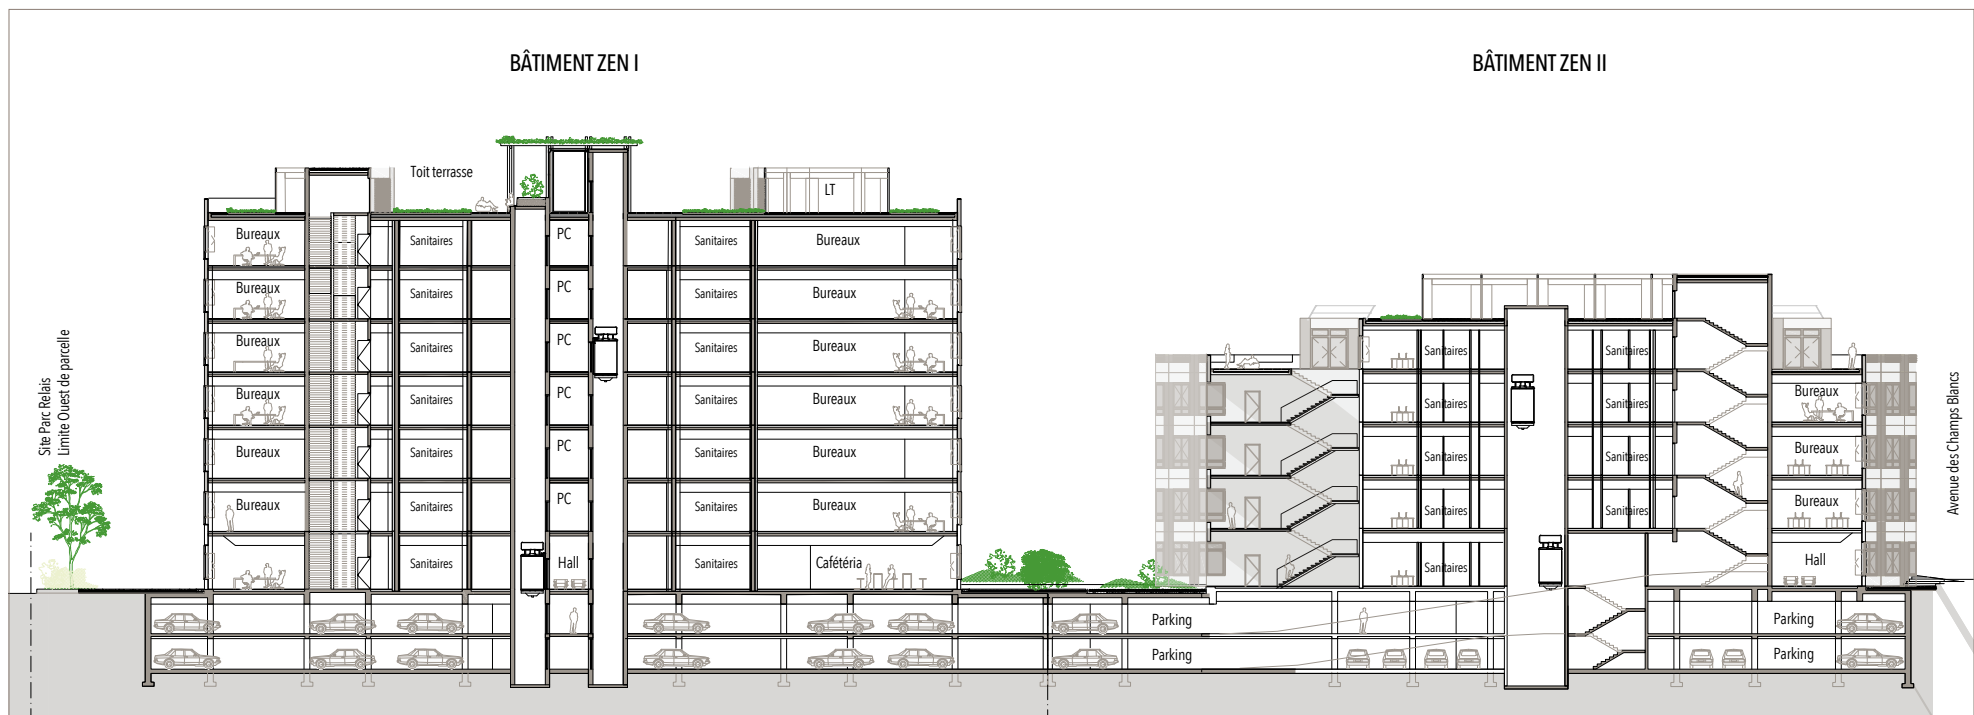 BÂTIMENT ZEN I
BÂTIMENT ZEN II
Toit terrasse
LT
Bureaux
Sanitaires
PC
Sanitaires
Bureaux
Bureaux
Sanitaires
PC
Sanitaires
Bureaux
Bureaux
Sanitaires
PC
Sanitaires
Bureaux
Bureaux
Sanitaires
PC
Sanitaires
Bureaux
Bureaux
Sanitaires
PC
Sanitaires
Bureaux
Bureaux
Sanitaires
PC
Sanitaires
Bureaux
Sanitaires
Hall
Sanitaires
Cafétéria
Site Parc Relais
Limite Ouest de parcelle
Sanitaires
Sanitaires
Sanitaires
Sanitaires
Bureaux
Sanitaires
Sanitaires
Bureaux
Sanitaires
Sanitaires
Bureaux
Sanitaires
Hall
Avenue des Champs Blancs
Parking
Parking
Parking
Parking